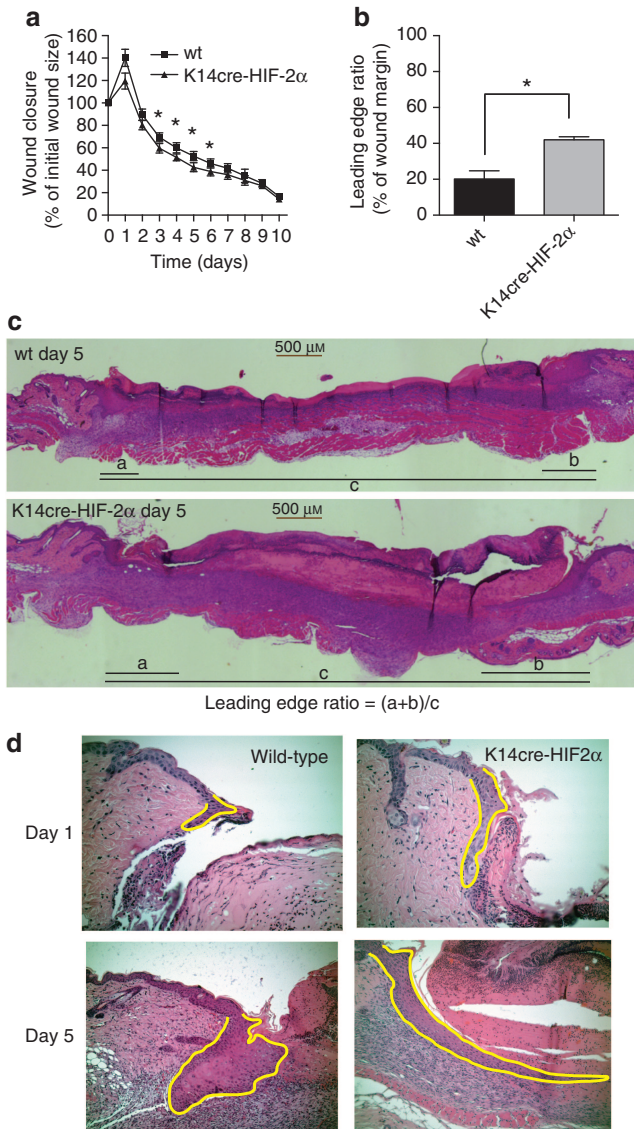 a
160
140
120
100
80
60
40
20
0
Wound closure
(% of initial wound size)
wt
K14cre-HIF-2α
* * * *
0 1 2 3 4 5 6 7 8 9 10
Time (days)
b
100
80
60
40
20
0
Leading edge ratio
(% of wound margin)
*
wt
K14cre-HIF-2α
c
wt day 5
500 μM
a
b
c
K14cre-HIF-2α day 5
500 μM
a
b
c
Leading edge ratio = (a+b)/c
d
Wild-type
K14cre-HIF2α
Day 1
Day 5